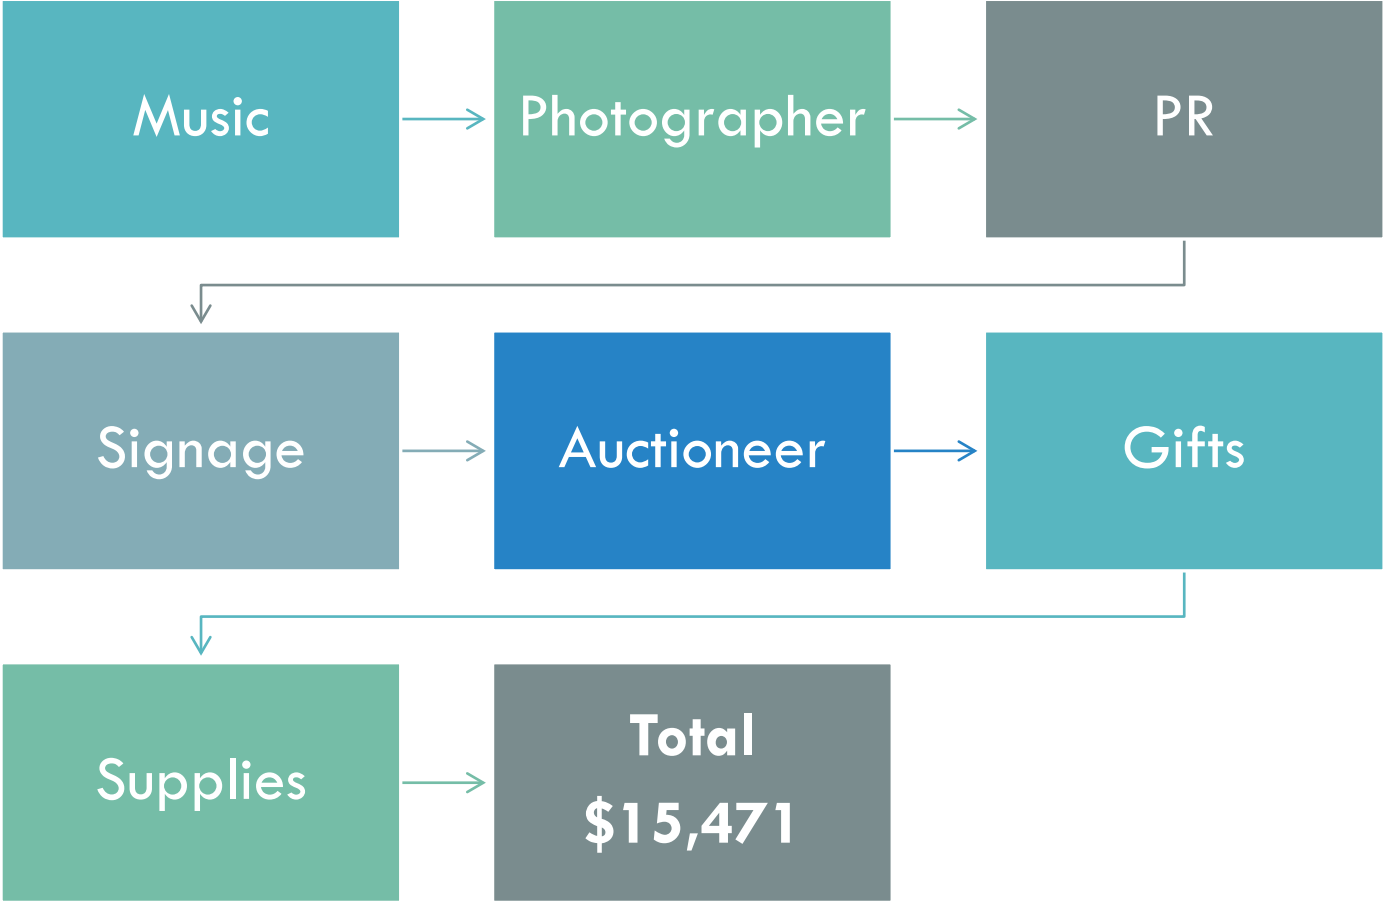 Music
Photographer
PR
Signage
Auctioneer
Gifts
Supplies
Total
$15,471